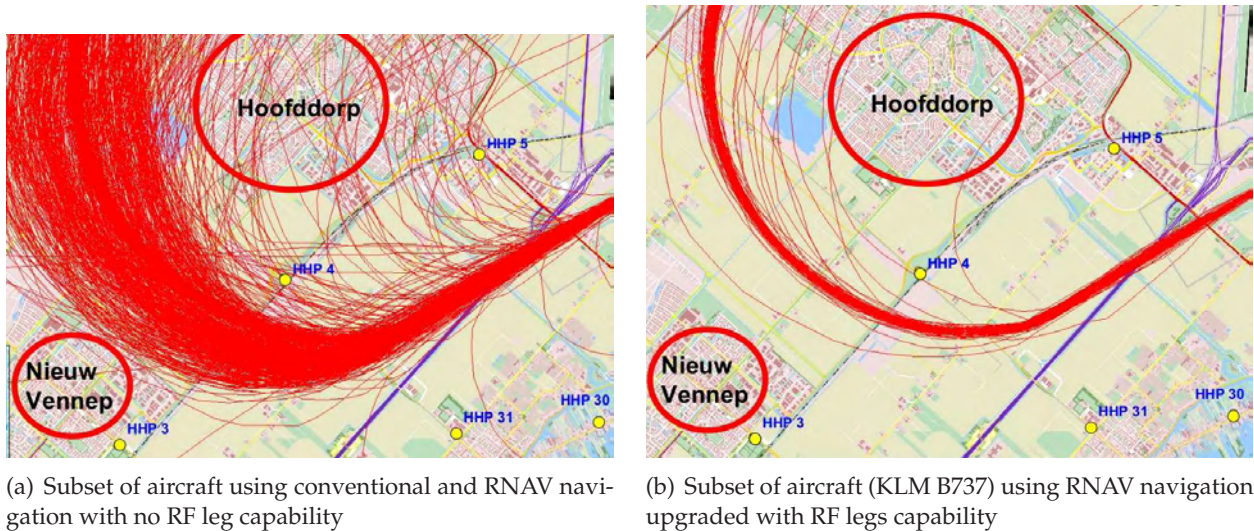 Hoofddorp
HHP 5
HHP 4
Nieuw
Vennep
HHP 3
HHP 31
HHP 30
(a) Subset of aircraft using conventional and RNAV navi-
gation with no RF leg capability
Hoofddorp
HHP 5
HHP 4
Nieuw
Vennep
HHP 3
HHP 31
HHP 30
(b) Subset of aircraft (KLM B737) using RNAV navigation
upgraded with RF legs capability